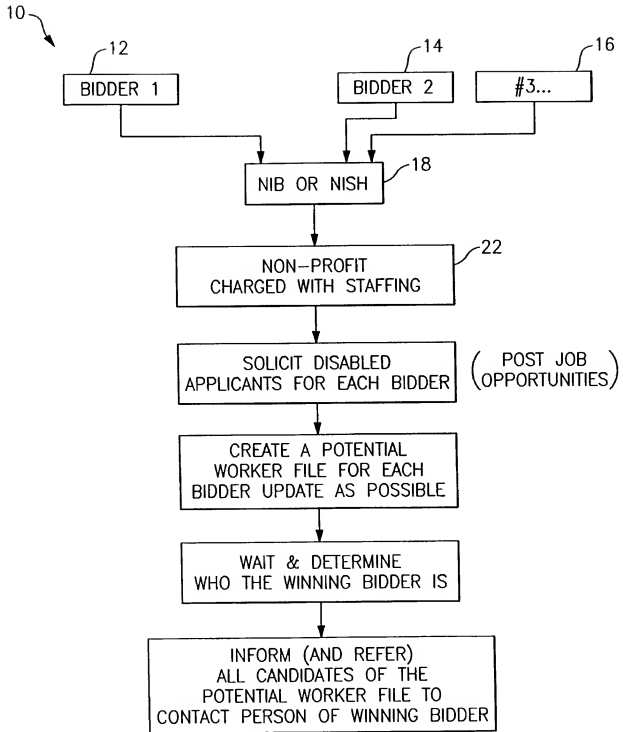 10
12
14
16
BIDDER 1
BIDDER 2
#3...
18
NIB OR NISH
22
NON-PROFIT
CHARGED WITH STAFFING
SOLICIT DISABLED
APPLICANTS FOR EACH BIDDER
(POST JOB
OPPORTUNITIES)
CREATE A POTENTIAL
WORKER FILE FOR EACH
BIDDER UPDATE AS POSSIBLE
WAIT & DETERMINE
WHO THE WINNING BIDDER IS
INFORM (AND REFER)
ALL CANDIDATES OF THE
POTENTIAL WORKER FILE TO
CONTACT PERSON OF WINNING BIDDER